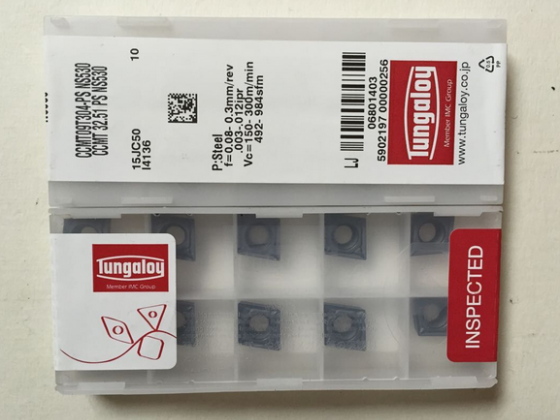 CCMT09T304-PS NS530
CCMT 32.51-PS NS530
10
15JC50
I4136
P:Steel
f=0.08- 0.3mm/rev
.003-.012ipr
Vc=150- 300m/min
492- 984sfm
LJ
06801403
5902197 00000256
Tungaloy
Member IMC Group
www.tungaloy.co.jp
PP
Tungaloy
Member IMC Group
INSPECTED